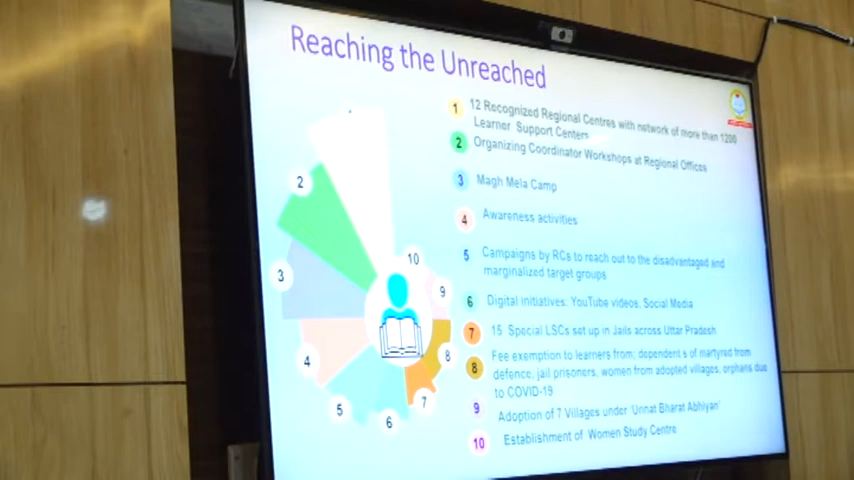 Reaching the Unreached
1 12 Recognized Regional Centres with network of more than 1200
Learner Support Centers
2 Organizing Coordinator Workshops at Regional Offices
3 Magh Mela Camp
4 Awareness activities
5 Campaigns by RCs to reach out to the disadvantaged and
marginalized target groups
6 Digital initiatives: YouTube videos, Social Media
7 15 Special LSCs set up in Jails across Uttar Pradesh
8 Fee exemption to learners from; dependent s of martyred from
defence, jail prisoners, women from adopted villages, orphans due
to COVID-19
9 Adoption of 7 Villages under 'Unnat Bharat Abhiyan'
10 Establishment of Women Study Centre
2
3
4
5
6
7
8
9
10